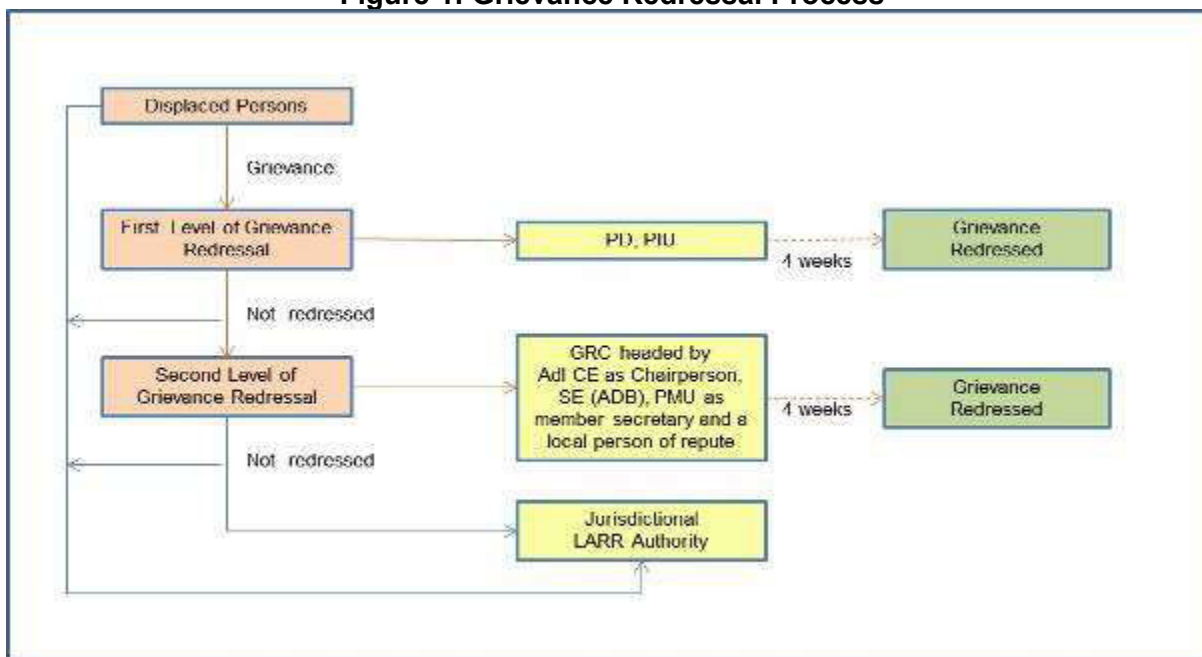 Figure 1: Grievance Redressal Process
Displaced Persons
Grievance
First Level of Grievance
Redressal
PD, PIU
4 weeks
Grievance
Redressed
Not redressed
Second Level of
Grievance Redressal
GRC headed by
Adl CE as Chairperson,
SE (ADB), PMU as
member secretary and a
local person of repute
4 weeks
Grievance
Redressed
Not redressed
Jurisdictional
LARR Authority